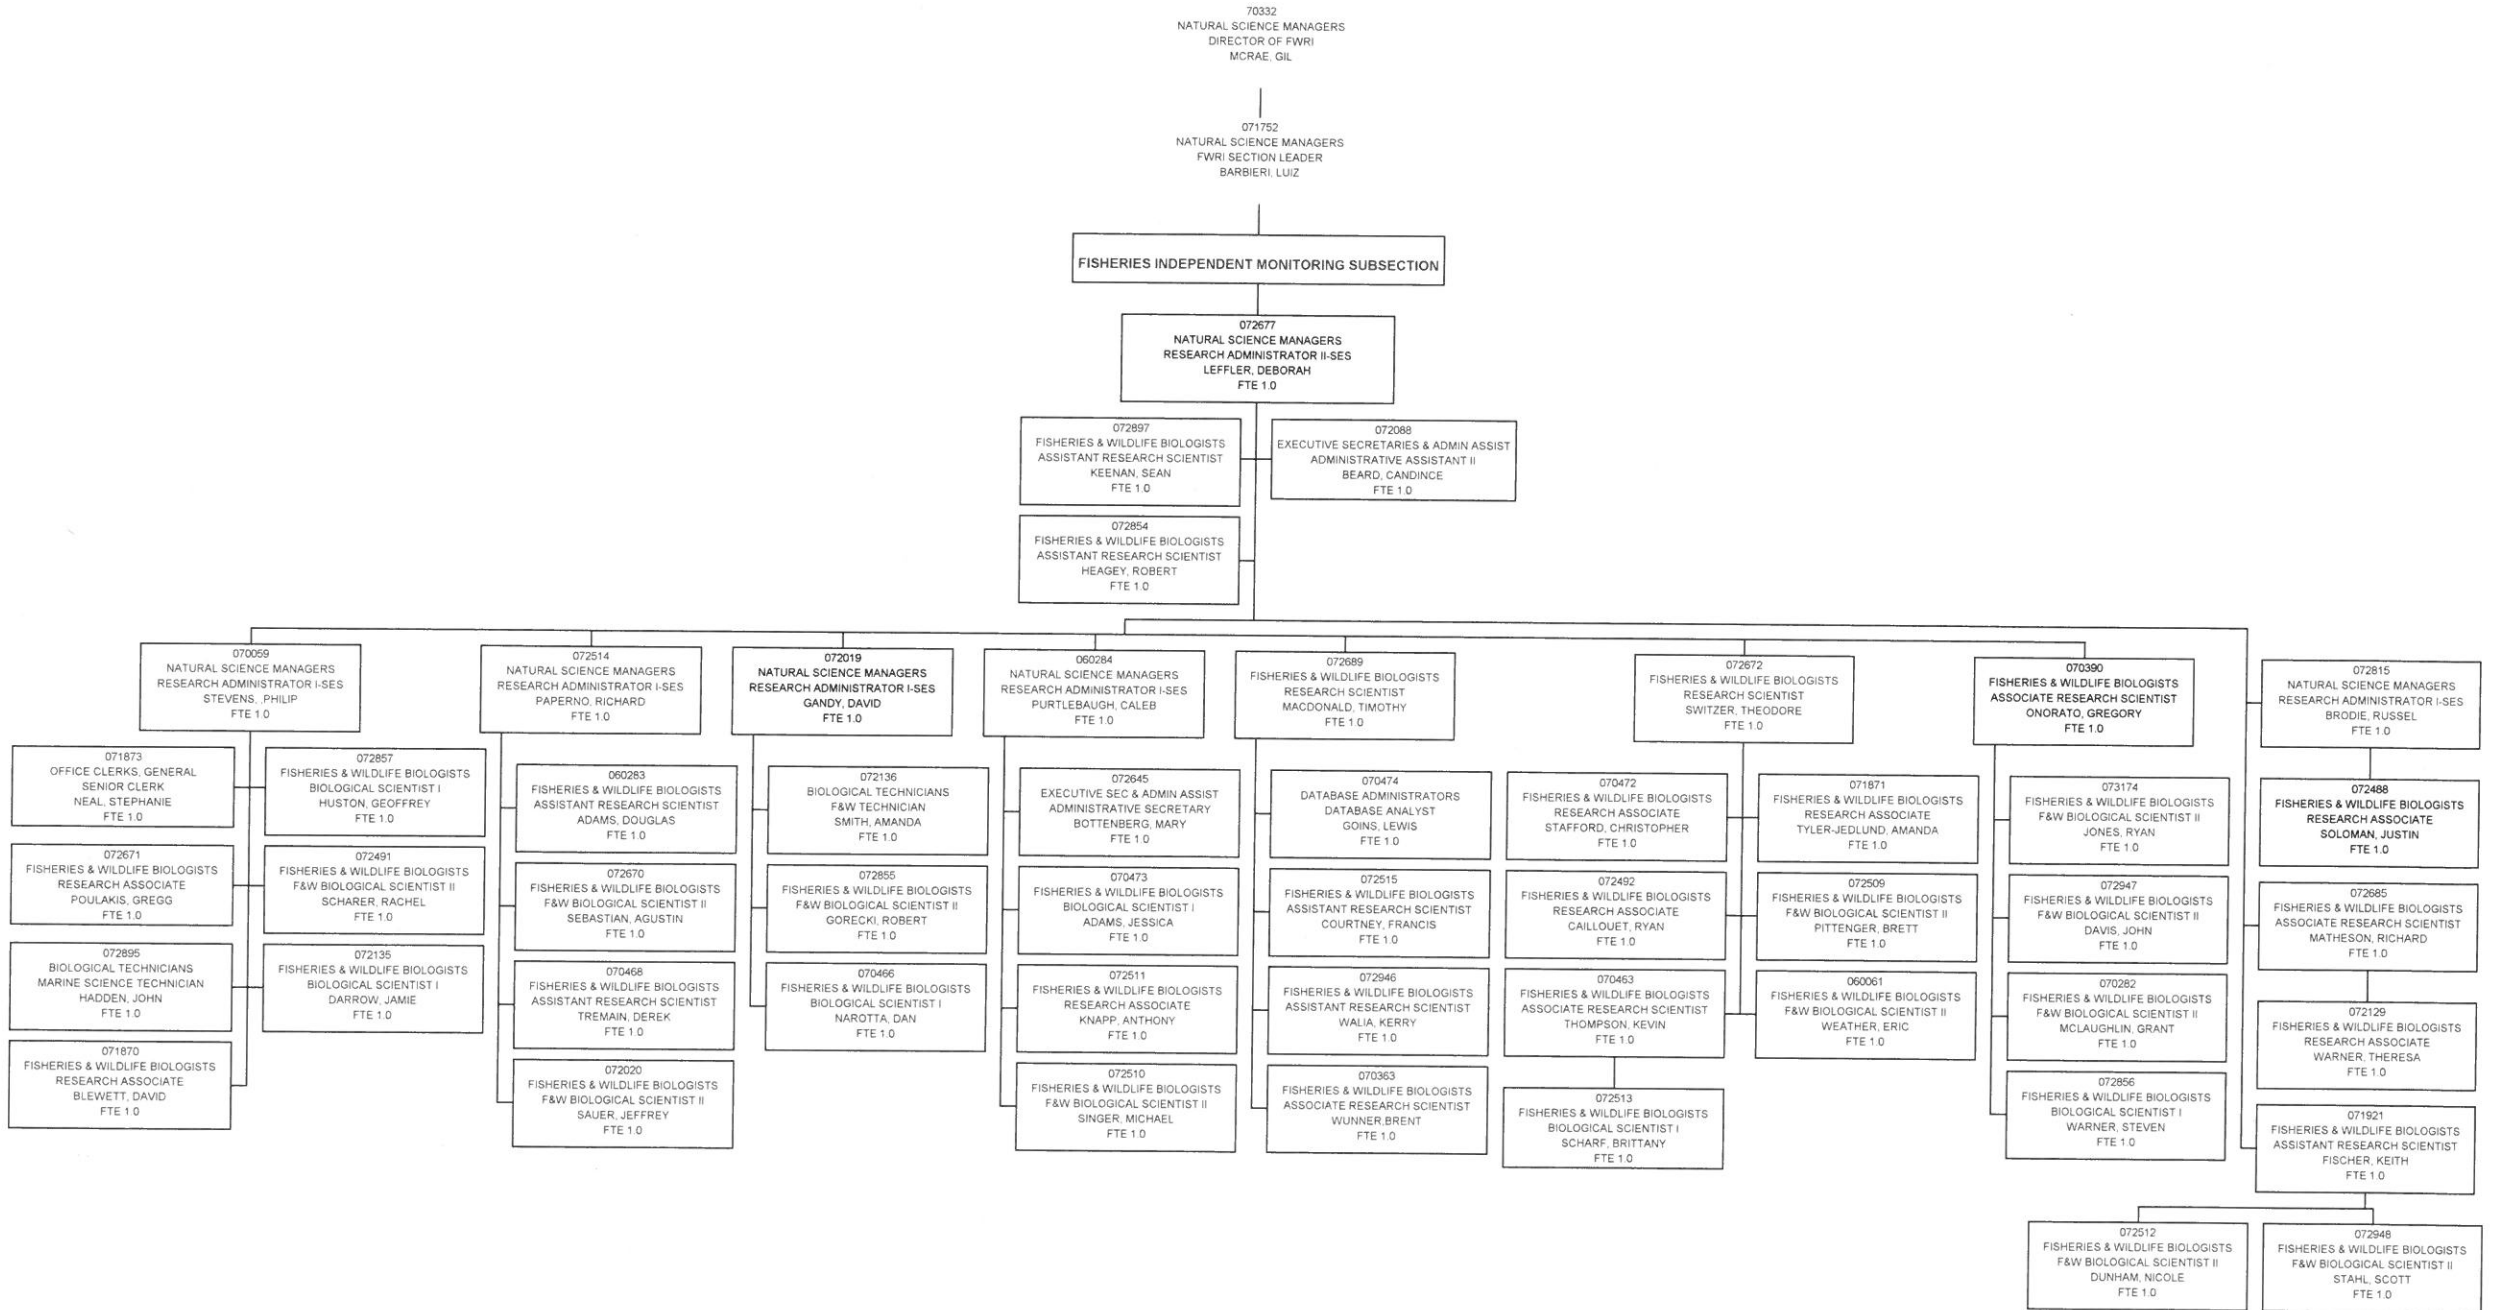 70332
NATURAL SCIENCE MANAGERS
DIRECTOR OF FWRI
MCRAE, GIL
071752
NATURAL SCIENCE MANAGERS
FWRI SECTION LEADER
BARBIERI, LUIZ
FISHERIES INDEPENDENT MONITORING SUBSECTION
072677
NATURAL SCIENCE MANAGERS
RESEARCH ADMINISTRATOR II-SES
LEFFLER, DEBORAH
FTE 1.0
072897
FISHERIES & WILDLIFE BIOLOGISTS
ASSISTANT RESEARCH SCIENTIST
KEENAN, SEAN
FTE 1.0
072088
EXECUTIVE SECRETARIES & ADMIN ASSIST
ADMINISTRATIVE ASSISTANT II
BEARD, CANDINCE
FTE 1.0
072854
FISHERIES & WILDLIFE BIOLOGISTS
ASSISTANT RESEARCH SCIENTIST
HEAGEY, ROBERT
FTE 1.0
070059
NATURAL SCIENCE MANAGERS
RESEARCH ADMINISTRATOR I-SES
STEVENS, .PHILIP
FTE 1.0
071873
OFFICE CLERKS, GENERAL
SENIOR CLERK
NEAL, STEPHANIE
FTE 1.0
072857
FISHERIES & WILDLIFE BIOLOGISTS
BIOLOGICAL SCIENTIST I
HUSTON, GEOFFREY
FTE 1.0
072671
FISHERIES & WILDLIFE BIOLOGISTS
RESEARCH ASSOCIATE
POULAKIS, GREGG
FTE 1.0
072491
FISHERIES & WILDLIFE BIOLOGISTS
F&W BIOLOGICAL SCIENTIST II
SCHARER, RACHEL
FTE 1.0
072895
BIOLOGICAL TECHNICIANS
MARINE SCIENCE TECHNICIAN
HADDEN, JOHN
FTE 1.0
072135
FISHERIES & WILDLIFE BIOLOGISTS
BIOLOGICAL SCIENTIST I
DARROW, JAMIE
FTE 1.0
071870
FISHERIES & WILDLIFE BIOLOGISTS
RESEARCH ASSOCIATE
BLEWETT, DAVID
FTE 1.0
072514
NATURAL SCIENCE MANAGERS
RESEARCH ADMINISTRATOR I-SES
PAPERNO, RICHARD
FTE 1.0
060283
FISHERIES & WILDLIFE BIOLOGISTS
ASSISTANT RESEARCH SCIENTIST
ADAMS, DOUGLAS
FTE 1.0
072670
FISHERIES & WILDLIFE BIOLOGISTS
F&W BIOLOGICAL SCIENTIST II
SEBASTIAN, AGUSTIN
FTE 1.0
070468
FISHERIES & WILDLIFE BIOLOGISTS
ASSISTANT RESEARCH SCIENTIST
TREMAIN, DEREK
FTE 1.0
072020
FISHERIES & WILDLIFE BIOLOGISTS
F&W BIOLOGICAL SCIENTIST II
SAUER, JEFFREY
FTE 1.0
072019
NATURAL SCIENCE MANAGERS
RESEARCH ADMINISTRATOR I-SES
GANDY, DAVID
FTE 1.0
072136
BIOLOGICAL TECHNICIANS
F&W TECHNICIAN
SMITH, AMANDA
FTE 1.0
072855
FISHERIES & WILDLIFE BIOLOGISTS
F&W BIOLOGICAL SCIENTIST II
GORECKI, ROBERT
FTE 1.0
070466
FISHERIES & WILDLIFE BIOLOGISTS
BIOLOGICAL SCIENTIST I
NAROTTA, DAN
FTE 1.0
060284
NATURAL SCIENCE MANAGERS
RESEARCH ADMINISTRATOR I-SES
PURTLEBAUGH, CALEB
FTE 1.0
072645
EXECUTIVE SEC & ADMIN ASSIST
ADMINISTRATIVE SECRETARY
BOTTENBERG, MARY
FTE 1.0
070473
FISHERIES & WILDLIFE BIOLOGISTS
BIOLOGICAL SCIENTIST I
ADAMS, JESSICA
FTE 1.0
072511
FISHERIES & WILDLIFE BIOLOGISTS
RESEARCH ASSOCIATE
KNAPP, ANTHONY
FTE 1.0
072510
FISHERIES & WILDLIFE BIOLOGISTS
F&W BIOLOGICAL SCIENTIST II
SINGER, MICHAEL
FTE 1.0
072689
FISHERIES & WILDLIFE BIOLOGISTS
RESEARCH SCIENTIST
MACDONALD, TIMOTHY
FTE 1.0
070474
DATABASE ADMINISTRATORS
DATABASE ANALYST
GOINS, LEWIS
FTE 1.0
072515
FISHERIES & WILDLIFE BIOLOGISTS
ASSISTANT RESEARCH SCIENTIST
COURTNEY, FRANCIS
FTE 1.0
072946
FISHERIES & WILDLIFE BIOLOGISTS
ASSISTANT RESEARCH SCIENTIST
WALIA, KERRY
FTE 1.0
070363
FISHERIES & WILDLIFE BIOLOGISTS
ASSOCIATE RESEARCH SCIENTIST
WUNNER,BRENT
FTE 1.0
072672
FISHERIES & WILDLIFE BIOLOGISTS
RESEARCH SCIENTIST
SWITZER, THEODORE
FTE 1.0
070472
FISHERIES & WILDLIFE BIOLOGISTS
RESEARCH ASSOCIATE
STAFFORD, CHRISTOPHER
FTE 1.0
071871
FISHERIES & WILDLIFE BIOLOGISTS
RESEARCH ASSOCIATE
TYLER-JEDLUND, AMANDA
FTE 1.0
072492
FISHERIES & WILDLIFE BIOLOGISTS
RESEARCH ASSOCIATE
CAILLOUET, RYAN
FTE 1.0
072509
FISHERIES & WILDLIFE BIOLOGISTS
F&W BIOLOGICAL SCIENTIST II
PITTENGER, BRETT
FTE 1.0
070463
FISHERIES & WILDLIFE BIOLOGISTS
ASSOCIATE RESEARCH SCIENTIST
THOMPSON, KEVIN
FTE 1.0
060061
FISHERIES & WILDLIFE BIOLOGISTS
F&W BIOLOGICAL SCIENTIST II
WEATHER, ERIC
FTE 1.0
072513
FISHERIES & WILDLIFE BIOLOGISTS
BIOLOGICAL SCIENTIST I
SCHARF, BRITTANY
FTE 1.0
070390
FISHERIES & WILDLIFE BIOLOGISTS
ASSOCIATE RESEARCH SCIENTIST
ONORATO, GREGORY
FTE 1.0
073174
FISHERIES & WILDLIFE BIOLOGISTS
F&W BIOLOGICAL SCIENTIST II
JONES, RYAN
FTE 1.0
072947
FISHERIES & WILDLIFE BIOLOGISTS
F&W BIOLOGICAL SCIENTIST II
DAVIS, JOHN
FTE 1.0
070282
FISHERIES & WILDLIFE BIOLOGISTS
F&W BIOLOGICAL SCIENTIST II
MCLAUGHLIN, GRANT
FTE 1.0
072856
FISHERIES & WILDLIFE BIOLOGISTS
BIOLOGICAL SCIENTIST I
WARNER, STEVEN
FTE 1.0
072815
NATURAL SCIENCE MANAGERS
RESEARCH ADMINISTRATOR I-SES
BRODIE, RUSSEL
FTE 1.0
072488
FISHERIES & WILDLIFE BIOLOGISTS
RESEARCH ASSOCIATE
SOLOMAN, JUSTIN
FTE 1.0
072685
FISHERIES & WILDLIFE BIOLOGISTS
ASSOCIATE RESEARCH SCIENTIST
MATHESON, RICHARD
FTE 1.0
072129
FISHERIES & WILDLIFE BIOLOGISTS
RESEARCH ASSOCIATE
WARNER, THERESA
FTE 1.0
071921
FISHERIES & WILDLIFE BIOLOGISTS
ASSISTANT RESEARCH SCIENTIST
FISCHER, KEITH
FTE 1.0
072512
FISHERIES & WILDLIFE BIOLOGISTS
F&W BIOLOGICAL SCIENTIST II
DUNHAM, NICOLE
FTE 1.0
072948
FISHERIES & WILDLIFE BIOLOGISTS
F&W BIOLOGICAL SCIENTIST II
STAHL, SCOTT
FTE 1.0